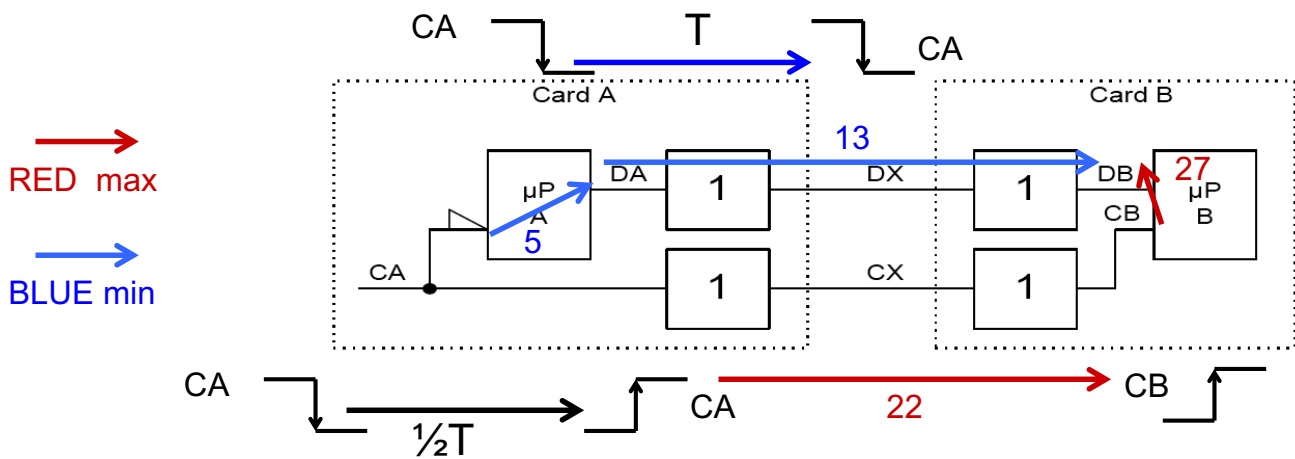 CA
T
CA
Card A
Card B
RED max
13
DA
1
DX
1
DB
27
µP
A
5
CB
µP
B
BLUE min
CA
1
CX
1
CA
½T
CA
22
CB